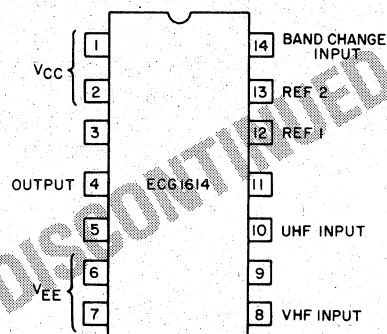 1
14
BAND CHANGE
INPUT
VCC
2
13
REF 2
3
12
REF 1
OUTPUT
4
ECG1614
11
5
10
UHF INPUT
VEE
6
9
7
8
VHF INPUT
DISCONTINUED